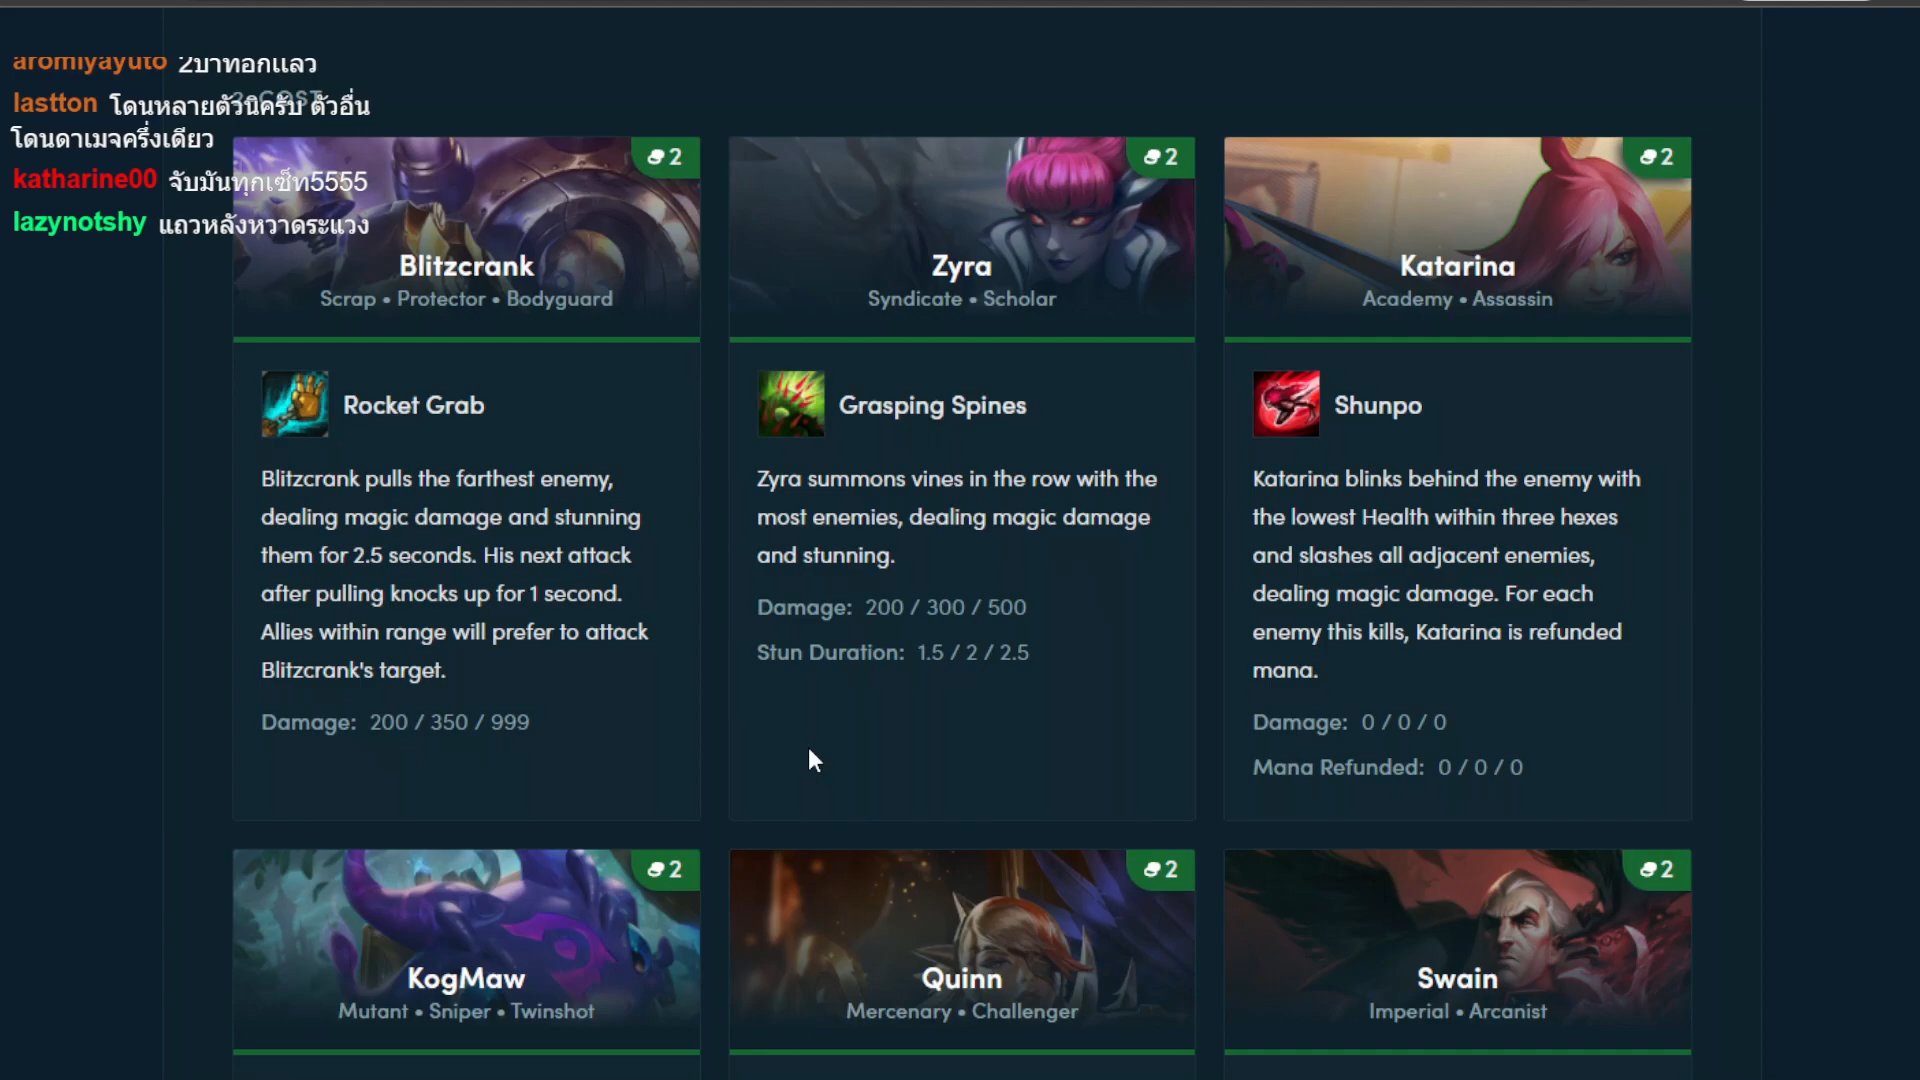 aromiyayuto 2บาทอีกแล้ว
lastton โดนหลายตัวนิครับ ตัวอื่น
โดนดาเมจครึ่งเดียว
katharine00 จับมันทุกเซ็ท5555
lazynotshy แถวหลังหวาดระแวง
2 COST
2
Blitzcrank
Scrap • Protector • Bodyguard
Rocket Grab
Blitzcrank pulls the farthest enemy,
dealing magic damage and stunning
them for 2.5 seconds. His next attack
after pulling knocks up for 1 second.
Allies within range will prefer to attack
Blitzcrank's target.
Damage: 200 / 350 / 999
2
Zyra
Syndicate • Scholar
Grasping Spines
Zyra summons vines in the row with the
most enemies, dealing magic damage
and stunning.
Damage: 200 / 300 / 500
Stun Duration: 1.5 / 2 / 2.5
2
Katarina
Academy • Assassin
Shunpo
Katarina blinks behind the enemy with
the lowest Health within three hexes
and slashes all adjacent enemies,
dealing magic damage. For each
enemy this kills, Katarina is refunded
mana.
Damage: 0 / 0 / 0
Mana Refunded: 0 / 0 / 0
2
KogMaw
Mutant • Sniper • Twinshot
2
Quinn
Mercenary • Challenger
2
Swain
Imperial • Arcanist